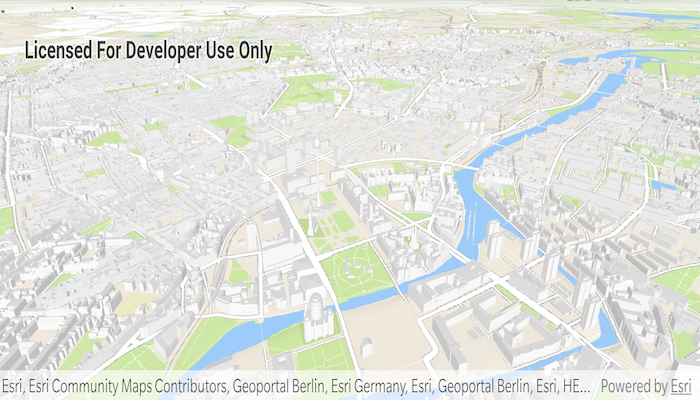 Licensed For Developer Use Only
Esri, Esri Community Maps Contributors, Geoportal Berlin, Esri Germany, Esri, Geoportal Berlin, Esri, HE... Powered by Esri